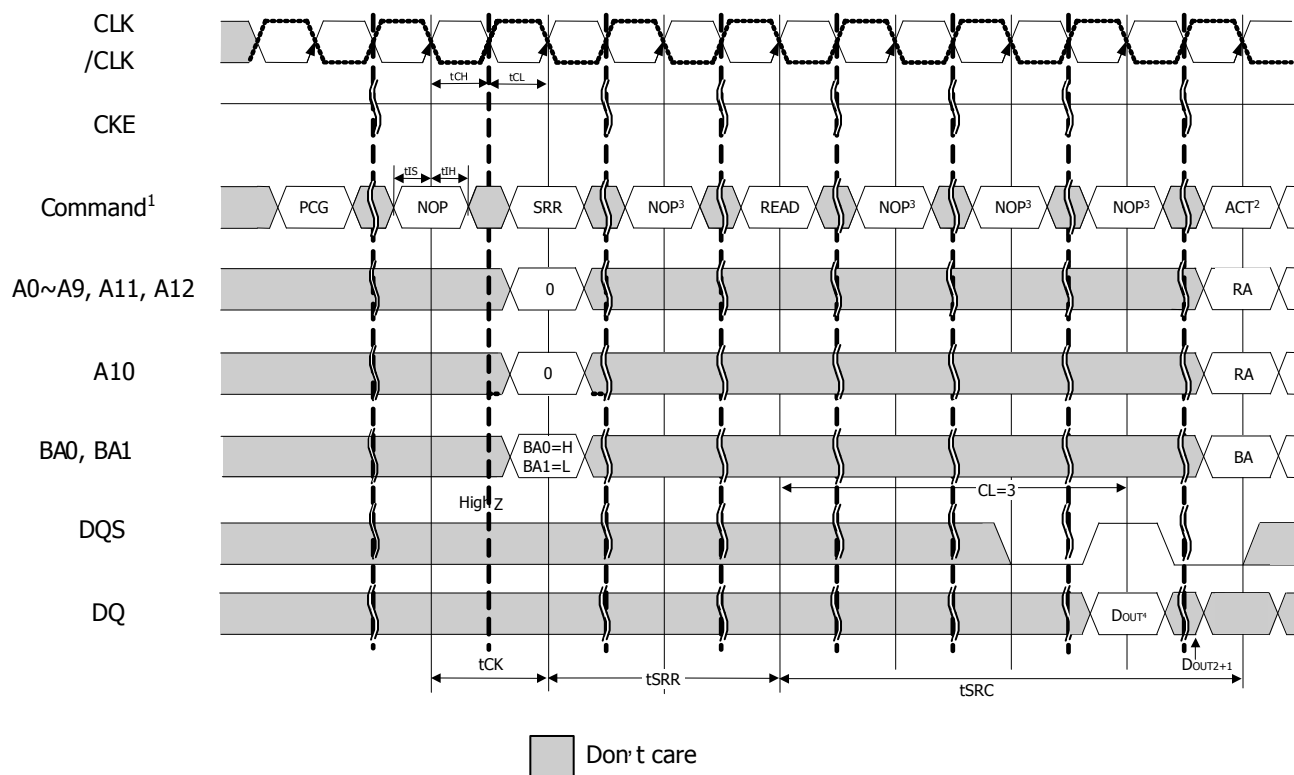 CLK
/CLK
tCH tCL
CKE
tIS tIH
Command¹ PCG NOP SRR NOP³ READ NOP³ NOP³ NOP³ ACT²
A0~A9, A11, A12 0 RA
A10 0 RA
BA0, BA1 BA0=H BA1=L BA
High Z CL=3
DQS
DQ DOUT⁴
DOUT2+1
tCK tSRR tSRC
Don't care